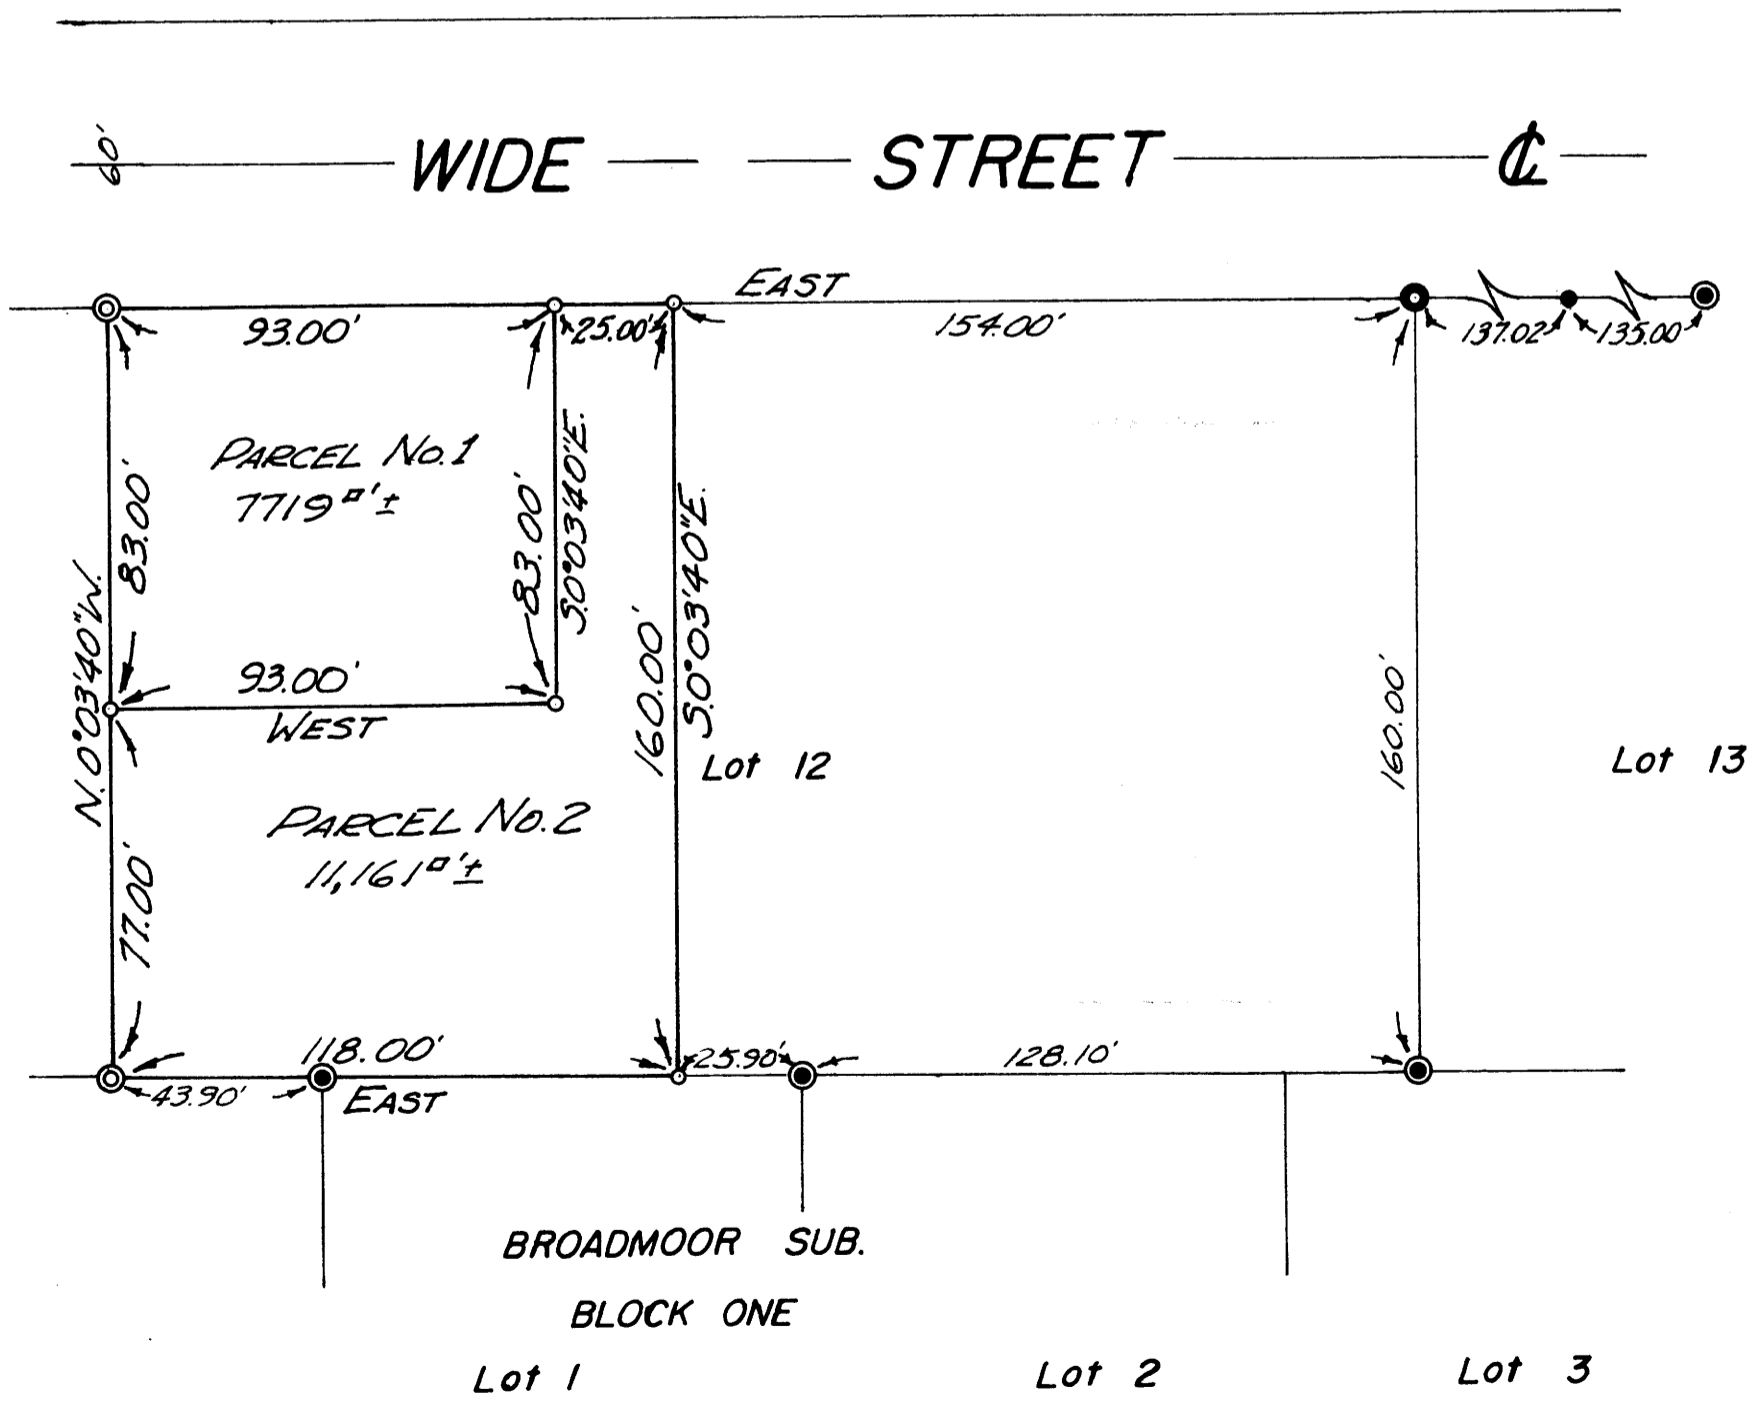 60'
WIDE STREET ℄
EAST
93.00'
25.00'
154.00'
137.02'
135.00'
PARCEL No.1
7719 □' ±
83.00'
83.00'
S.0°03'40"E.
N.0°03'40"W.
93.00'
WEST
160.00'
S.0°03'40"E.
160.00'
Lot 12
Lot 13
PARCEL No.2
11,161 □' ±
77.00'
118.00'
25.90'
128.10'
43.90'
EAST
BROADMOOR SUB.
BLOCK ONE
Lot 1
Lot 2
Lot 3